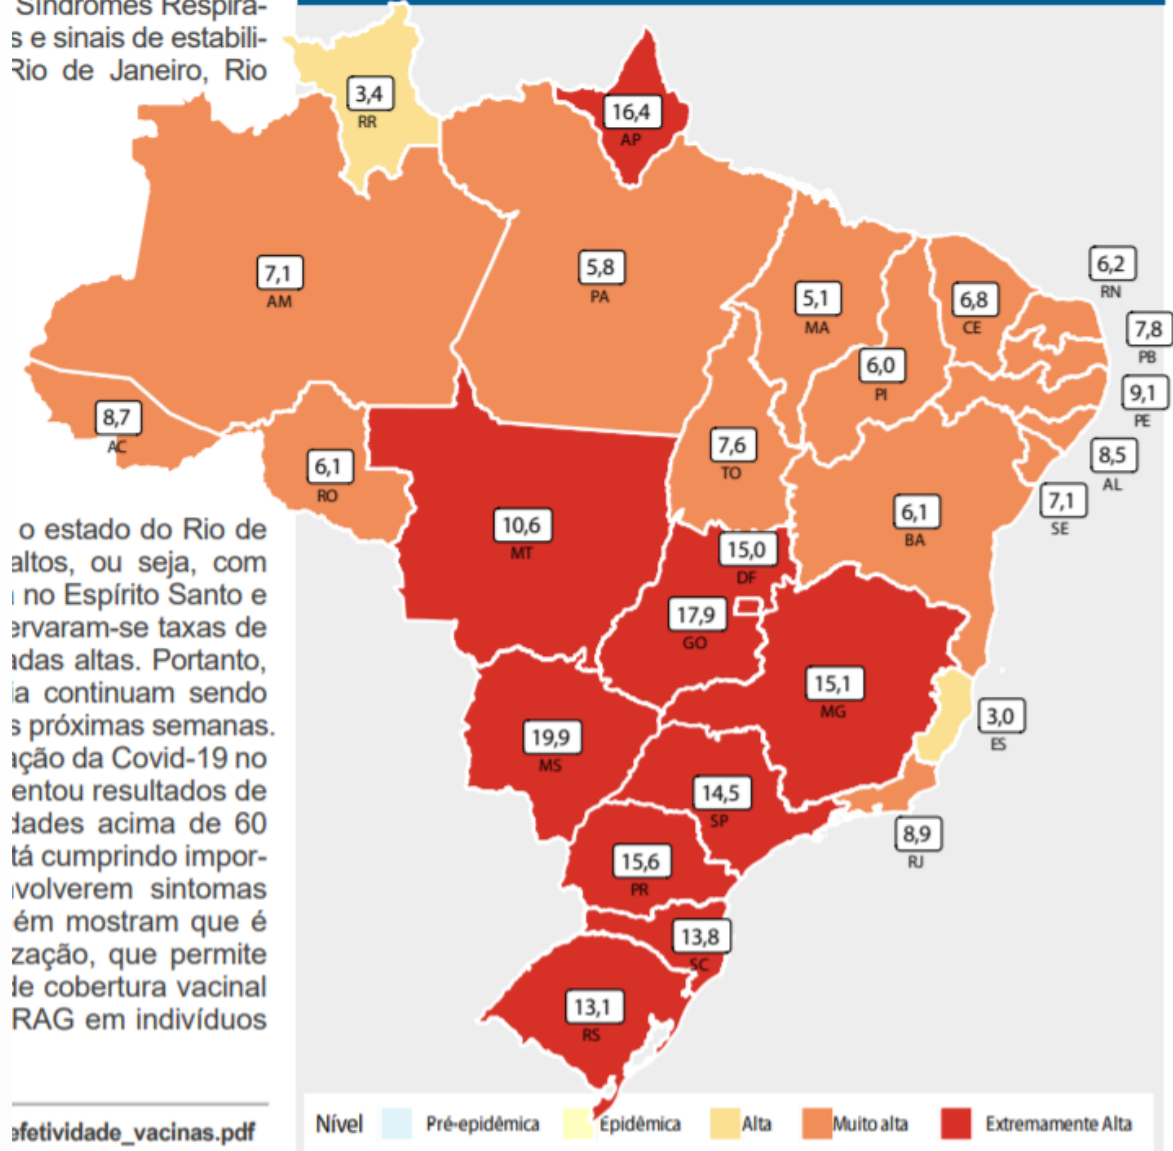 Síndromes Respira-
s e sinais de estabili-
Rio de Janeiro, Rio
3,4
RR
16,4
AP
7,1
AM
5,8
PA
5,1
MA
6,8
CE
6,2
RN
7,8
PB
6,0
PI
9,1
PE
8,7
AC
6,1
RO
7,6
TO
8,5
AL
7,1
SE
10,6
MT
6,1
BA
15,0
DF
17,9
GO
15,1
MG
3,0
ES
19,9
MS
14,5
SP
8,9
RJ
15,6
PR
13,8
SC
13,1
RS
o estado do Rio de
altos, ou seja, com
no Espírito Santo e
ervaram-se taxas de
adas altas. Portanto,
ia continuam sendo
s próximas semanas.
ação da Covid-19 no
entou resultados de
dades acima de 60
tá cumprindo impor-
volverem sintomas
ém mostram que é
zação, que permite
de cobertura vacinal
RAG em indivíduos
efetividade_vacinas.pdf
Nível Pré-epidêmica Epidêmica Alta Muito alta Extremamente Alta